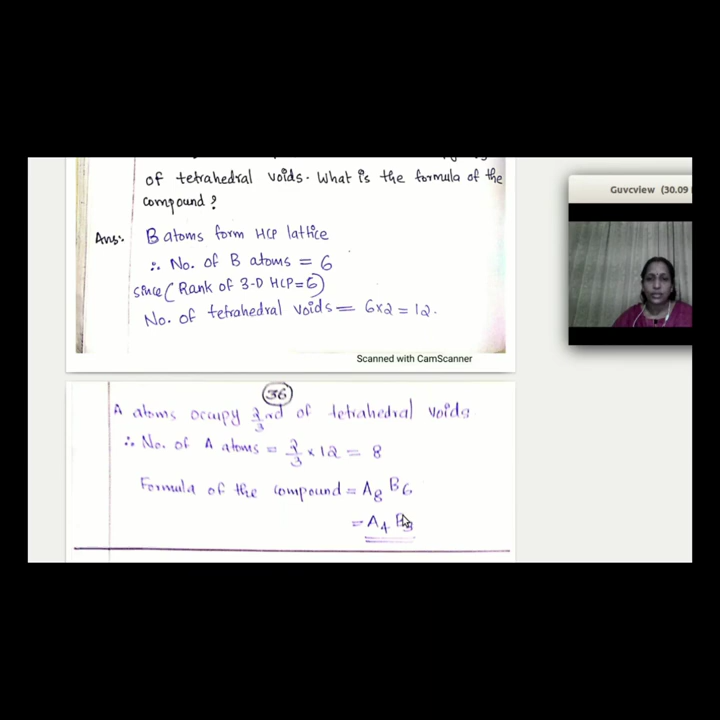 of tetrahedral voids. What is the formula of the
compound?
Ans:. B atoms form HCP lattice
∴ No. of B atoms = 6
since (Rank of 3-D HCP=6)
No. of tetrahedral voids = 6×2 = 12.
Scanned with CamScanner
36
A atoms occupy 2/3rd of tetrahedral voids
∴ No. of A atoms = 2/3 × 12 = 8
Formula of the compound = A8 B6
= A4 B3
Guvcview (30.09